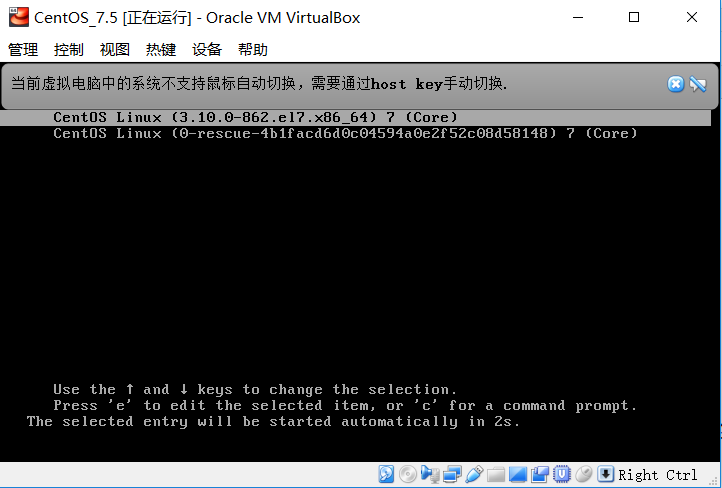 CentOS_7.5 [正在运行] - Oracle VM VirtualBox
管理 控制 视图 热键 设备 帮助
当前虚拟电脑中的系统不支持鼠标自动切换，需要通过host key手动切换.
CentOS Linux (3.10.0-862.el7.x86_64) 7 (Core)
CentOS Linux (0-rescue-4b1facd6d0c04594a0e2f52c08d58148) 7 (Core)
Use the ↑ and ↓ keys to change the selection.
Press 'e' to edit the selected item, or 'c' for a command prompt.
The selected entry will be started automatically in 2s.
Right Ctrl